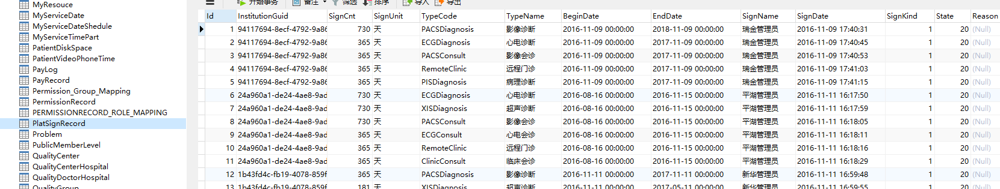 开始事务 备注 筛选 排序 导入 导出
MyResouce
MyServiceDate
MyServiceDateShedule
MyServiceTimePart
PatientDiskSpace
PatientVideoPhoneTime
PayLog
PayRecord
Permission_Group_Mapping
PermissionRecord
PERMISSIONRECORD_ROLE_MAPPING
PlatSignRecord
Problem
PublicMemberLevel
QualityCenter
QualityCenterHospital
QualityDoctorHospital
QualityGroup
Id InstitutionGuid SignCnt SignUnit TypeCode TypeName BeginDate EndDate SignName SignDate SignKind State Reason
1 94117694-8ecf-4792-9a86 730 天 PACSDiagnosis 影像诊断 2016-11-09 00:00:00 2018-11-09 00:00:00 瑞金管理员 2016-11-09 17:40:31 1 20 (Null)
2 94117694-8ecf-4792-9a86 365 天 ECGDiagnosis 心电诊断 2016-11-09 00:00:00 2017-11-09 00:00:00 瑞金管理员 2016-11-09 17:40:45 1 20 (Null)
3 94117694-8ecf-4792-9a86 365 天 PACSConsult 影像会诊 2016-11-09 00:00:00 2017-11-09 00:00:00 瑞金管理员 2016-11-09 17:40:53 1 20 (Null)
4 94117694-8ecf-4792-9a86 365 天 RemoteClinic 远程门诊 2016-11-09 00:00:00 2017-11-09 00:00:00 瑞金管理员 2016-11-09 17:41:03 1 20 (Null)
5 94117694-8ecf-4792-9a86 365 天 PISDiagnosis 病理诊断 2016-11-09 00:00:00 2017-11-09 00:00:00 瑞金管理员 2016-11-09 17:41:15 1 20 (Null)
6 24a960a1-de24-4ae8-9ad 730 天 ECGDiagnosis 心电诊断 2016-08-16 00:00:00 2016-11-15 00:00:00 平湖管理员 2016-11-11 16:17:50 1 20 (Null)
7 24a960a1-de24-4ae8-9ad 730 天 XISDiagnosis 超声诊断 2016-08-16 00:00:00 2016-11-15 00:00:00 平湖管理员 2016-11-11 16:17:59 1 20 (Null)
8 24a960a1-de24-4ae8-9ad 730 天 PACSConsult 影像会诊 2016-08-16 00:00:00 2016-11-15 00:00:00 平湖管理员 2016-11-11 16:18:05 1 20 (Null)
9 24a960a1-de24-4ae8-9ad 365 天 ECGConsult 心电会诊 2016-08-16 00:00:00 2016-11-15 00:00:00 平湖管理员 2016-11-11 16:18:11 1 20 (Null)
10 24a960a1-de24-4ae8-9ad 365 天 RemoteClinic 远程门诊 2016-08-16 00:00:00 2016-11-15 00:00:00 平湖管理员 2016-11-11 16:18:16 1 20 (Null)
11 24a960a1-de24-4ae8-9ad 365 天 ClinicConsult 临床会诊 2016-08-16 00:00:00 2016-11-15 00:00:00 平湖管理员 2016-11-11 16:18:29 1 20 (Null)
12 1b43fd4c-fb19-4078-859f 365 天 PACSDiagnosis 影像诊断 2016-11-11 00:00:00 2017-11-11 00:00:00 新华管理员 2016-11-11 16:59:48 1 20 (Null)
13 1b43fd4c-fb19-4078-859f 181 天 XISDiagnosis 超声诊断 2016-11-11 00:00:00 2017-05-11 00:00:00 新华管理员 2016-11-11 16:59:55 1 20 (Null)